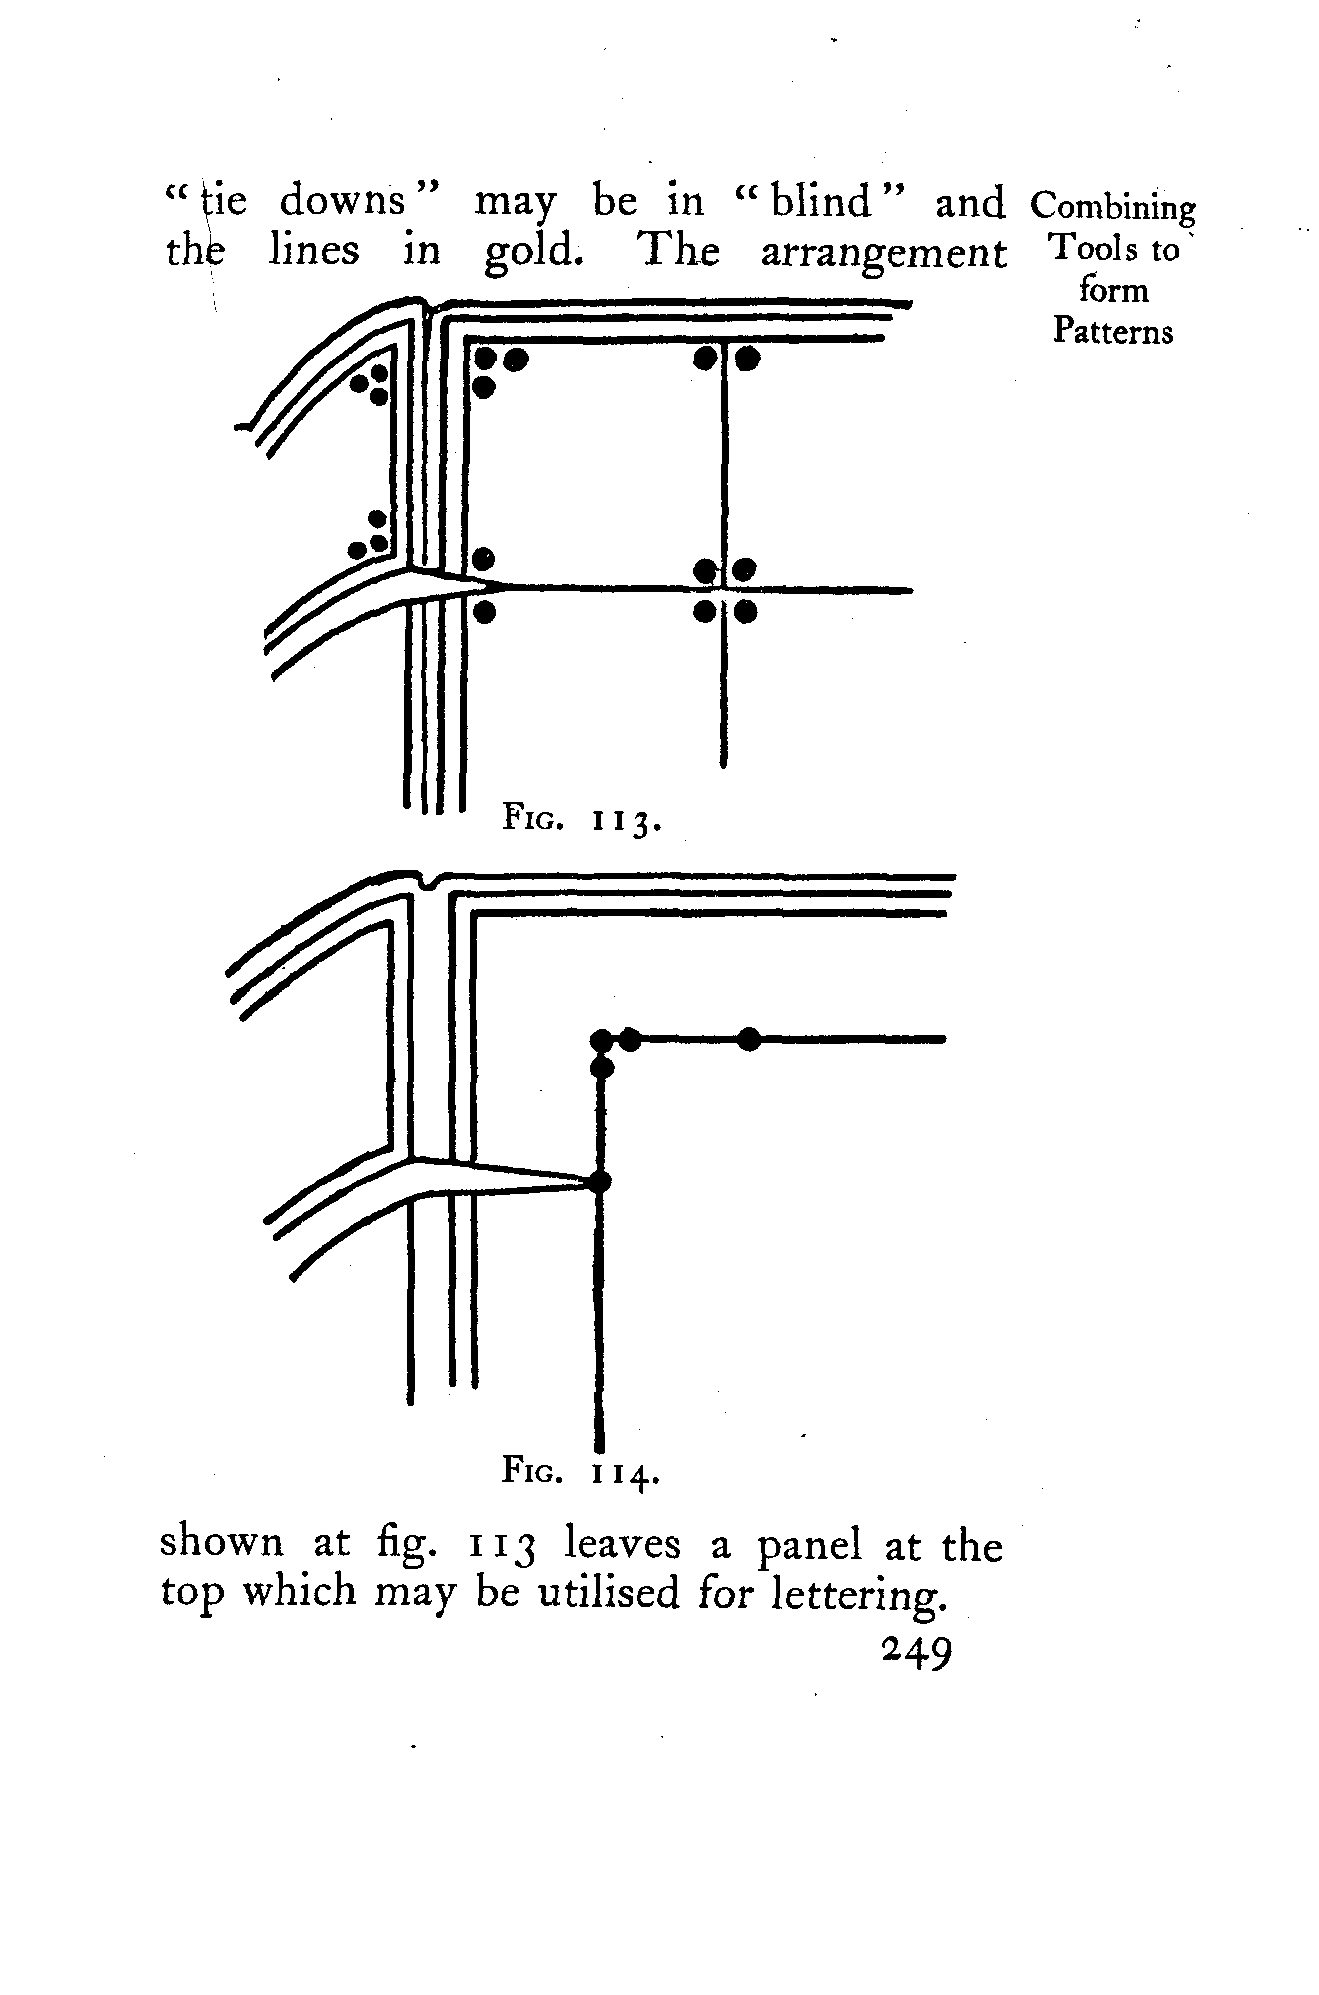 “tie downs” may be in “blind” and
the lines in gold. The arrangement
Combining
Tools to
form
Patterns
Fig. 113.
Fig. 114.
shown at fig. 113 leaves a panel at the
top which may be utilised for lettering.
249